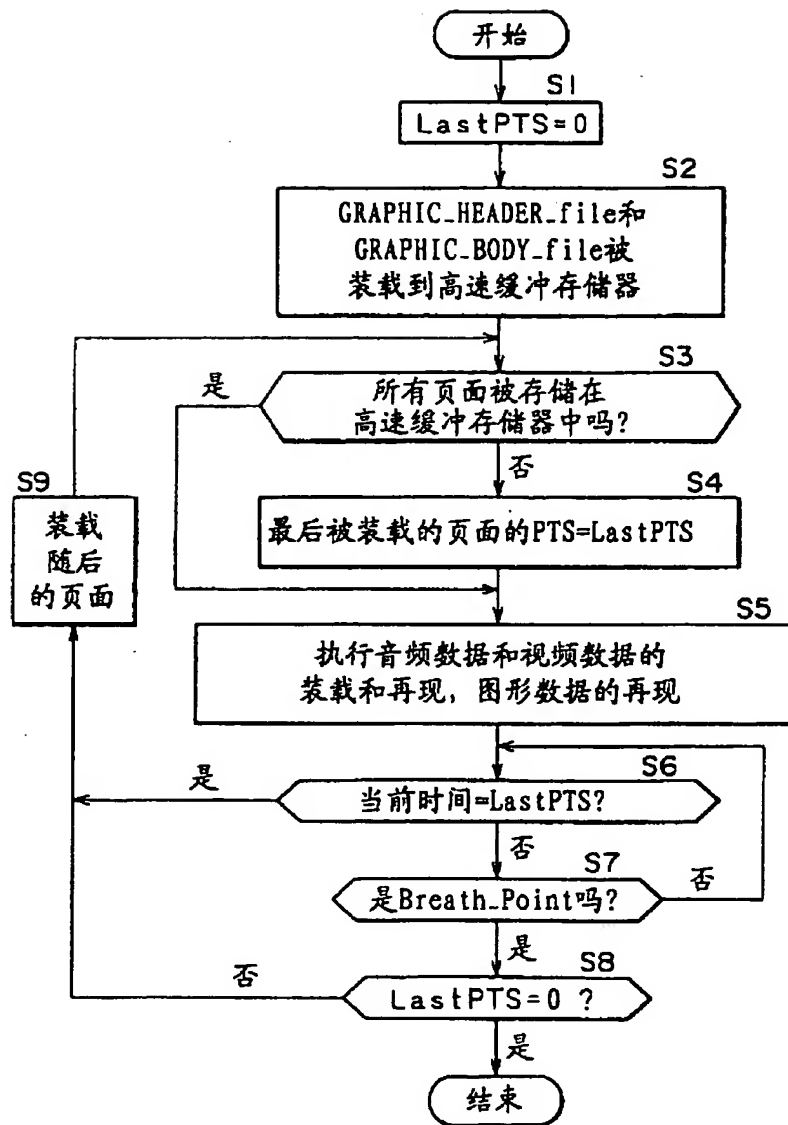 开始
S1
LastPTS=0
S2
GRAPHIC_HEADER_file和
GRAPHIC_BODY_file被
装载到高速缓冲存储器
S3
是
所有页面被存储在
高速缓冲存储器中吗?
否
S9
装载
随后
的页面
S4
最后被装载的页面的PTS=LastPTS
S5
执行音频数据和视频数据的
装载和再现, 图形数据的再现
S6
是
当前时间=LastPTS?
否
S7
是Breath_Point吗?
否
是
S8
否
LastPTS=0 ?
是
结束